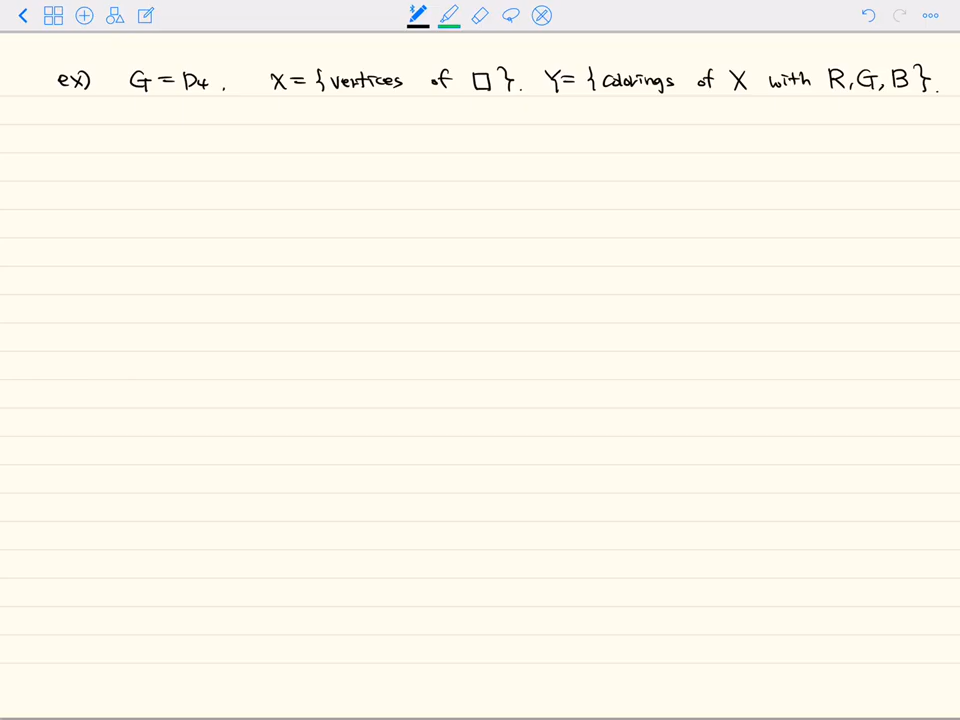 ex) G = D₄. X = {vertices of □}. Y = {colorings of X with R, G, B}.